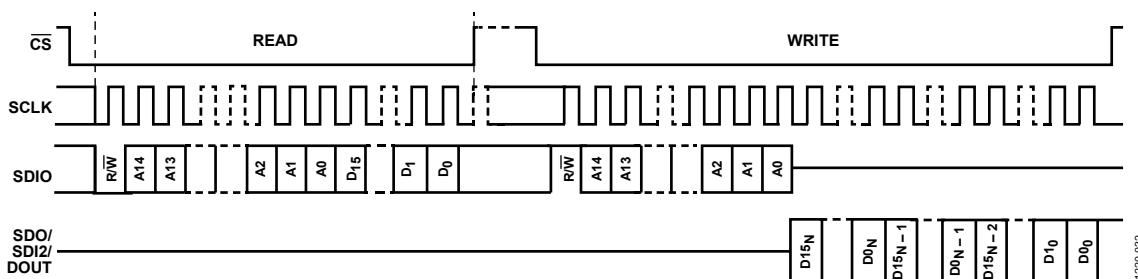 CS READ WRITE
SCLK
SDIO R/W A14 A13 A2 A1 A0 D15 D1 D0 R/W A14 A13 A2 A1 A0
SDO/
SDI2/
DOUT D15N D0N D15N – 1 D0N – 1 D15N – 2 D10 D00